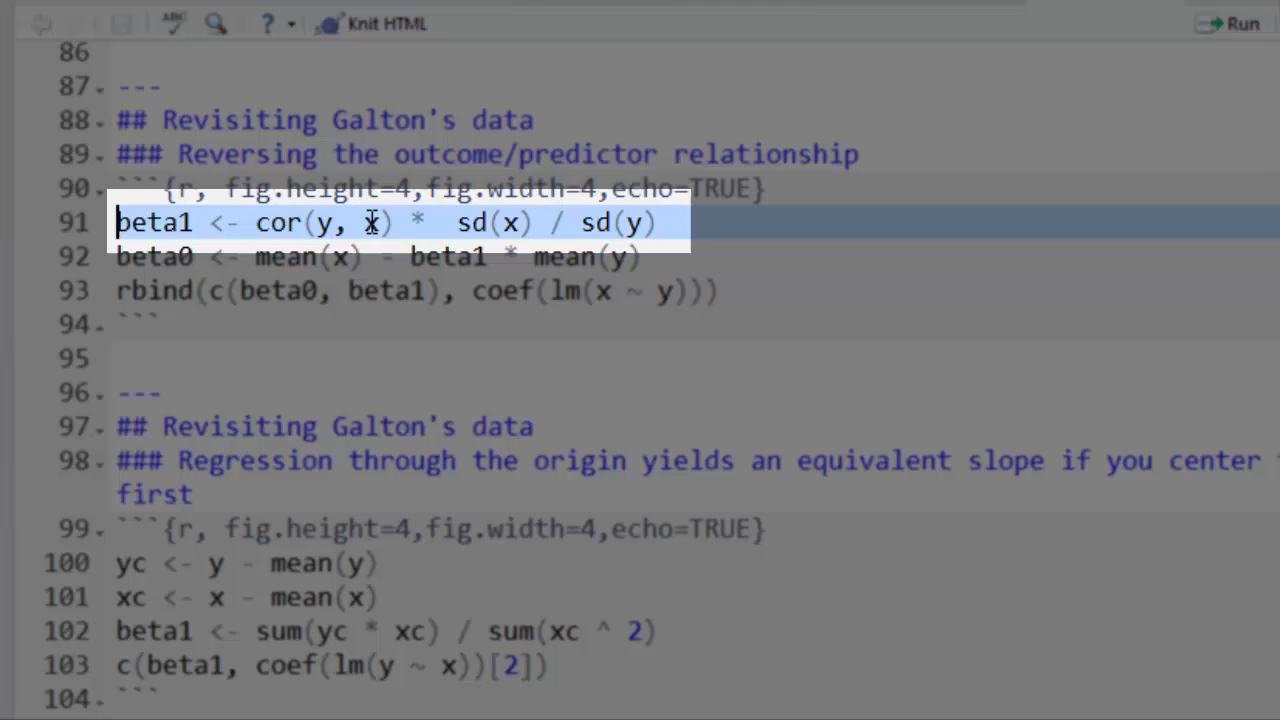 ABC ? Knit HTML Run
86
87 ---
88 ## Revisiting Galton's data
89 ### Reversing the outcome/predictor relationship
90 ```{r, fig.height=4,fig.width=4,echo=TRUE}
91 beta1 <- cor(y, x) *  sd(x) / sd(y)
92 beta0 <- mean(x) - beta1 * mean(y)
93 rbind(c(beta0, beta1), coef(lm(x ~ y)))
94 ```
95
96 ---
97 ## Revisiting Galton's data
98 ### Regression through the origin yields an equivalent slope if you center
first
99 ```{r, fig.height=4,fig.width=4,echo=TRUE}
100 yc <- y - mean(y)
101 xc <- x - mean(x)
102 beta1 <- sum(yc * xc) / sum(xc ^ 2)
103 c(beta1, coef(lm(y ~ x))[2])
104 ```